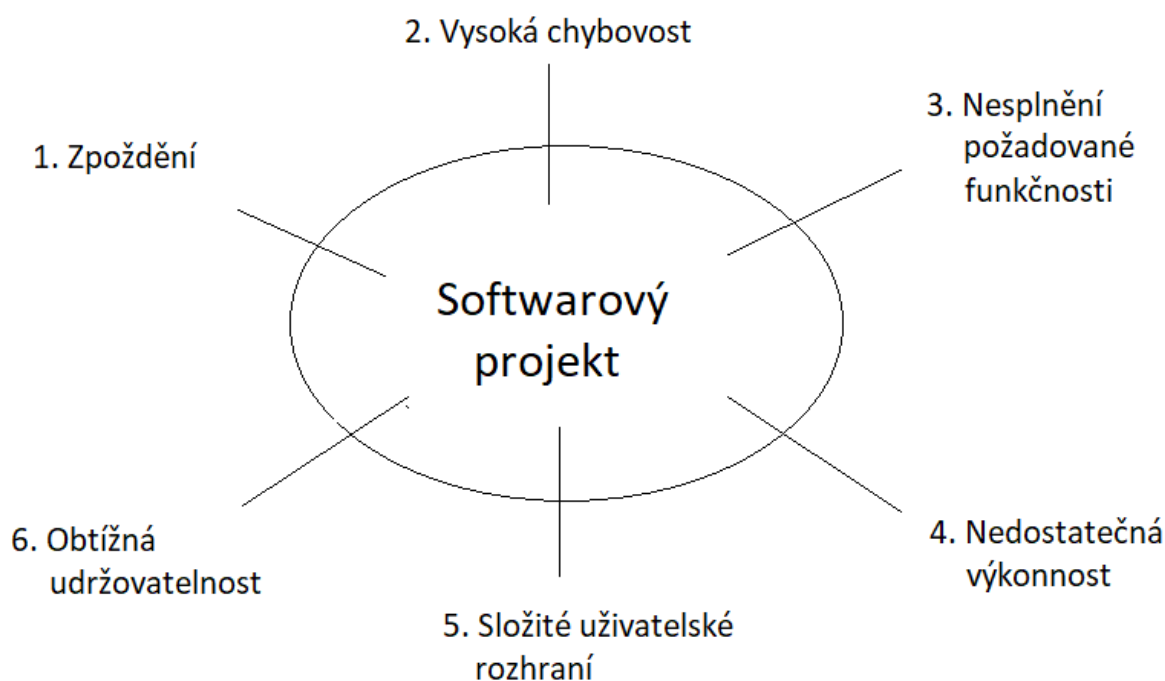 2. Vysoká chybovost
3. Nesplnění
požadované
funkčnosti
1. Zpoždění
Softwarový
projekt
6. Obtížná
udržovatelnost
4. Nedostatečná
výkonnost
5. Složité uživatelské
rozhraní